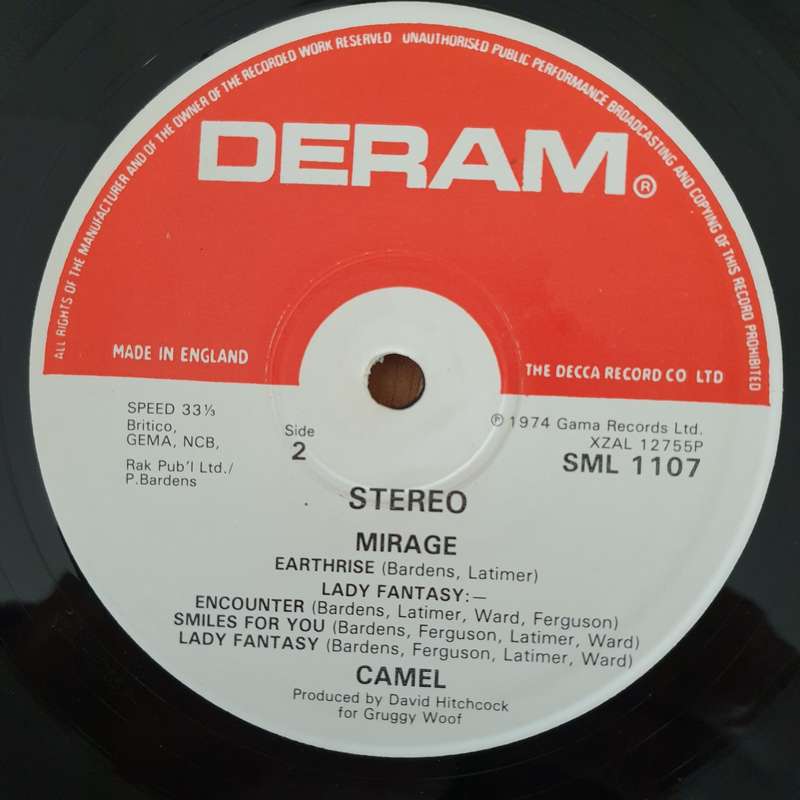 ALL RIGHTS OF THE MANUFACTURER AND OF THE OWNER OF THE RECORDED WORK RESERVED UNAUTHORISED PUBLIC PERFORMANCE BROADCASTING AND COPYING OF THIS RECORD PROHIBITED
DERAM®
MADE IN ENGLAND
THE DECCA RECORD CO LTD
SPEED 33⅓
Britico,
GEMA, NCB,
Rak Pub'l Ltd./
P.Bardens
Side
2
℗ 1974 Gama Records Ltd.
XZAL 12755P
SML 1107
STEREO
MIRAGE
EARTHRISE (Bardens, Latimer)
LADY FANTASY:—
ENCOUNTER (Bardens, Latimer, Ward, Ferguson)
SMILES FOR YOU (Bardens, Ferguson, Latimer, Ward)
LADY FANTASY (Bardens, Ferguson, Latimer, Ward)
CAMEL
Produced by David Hitchcock
for Gruggy Woof